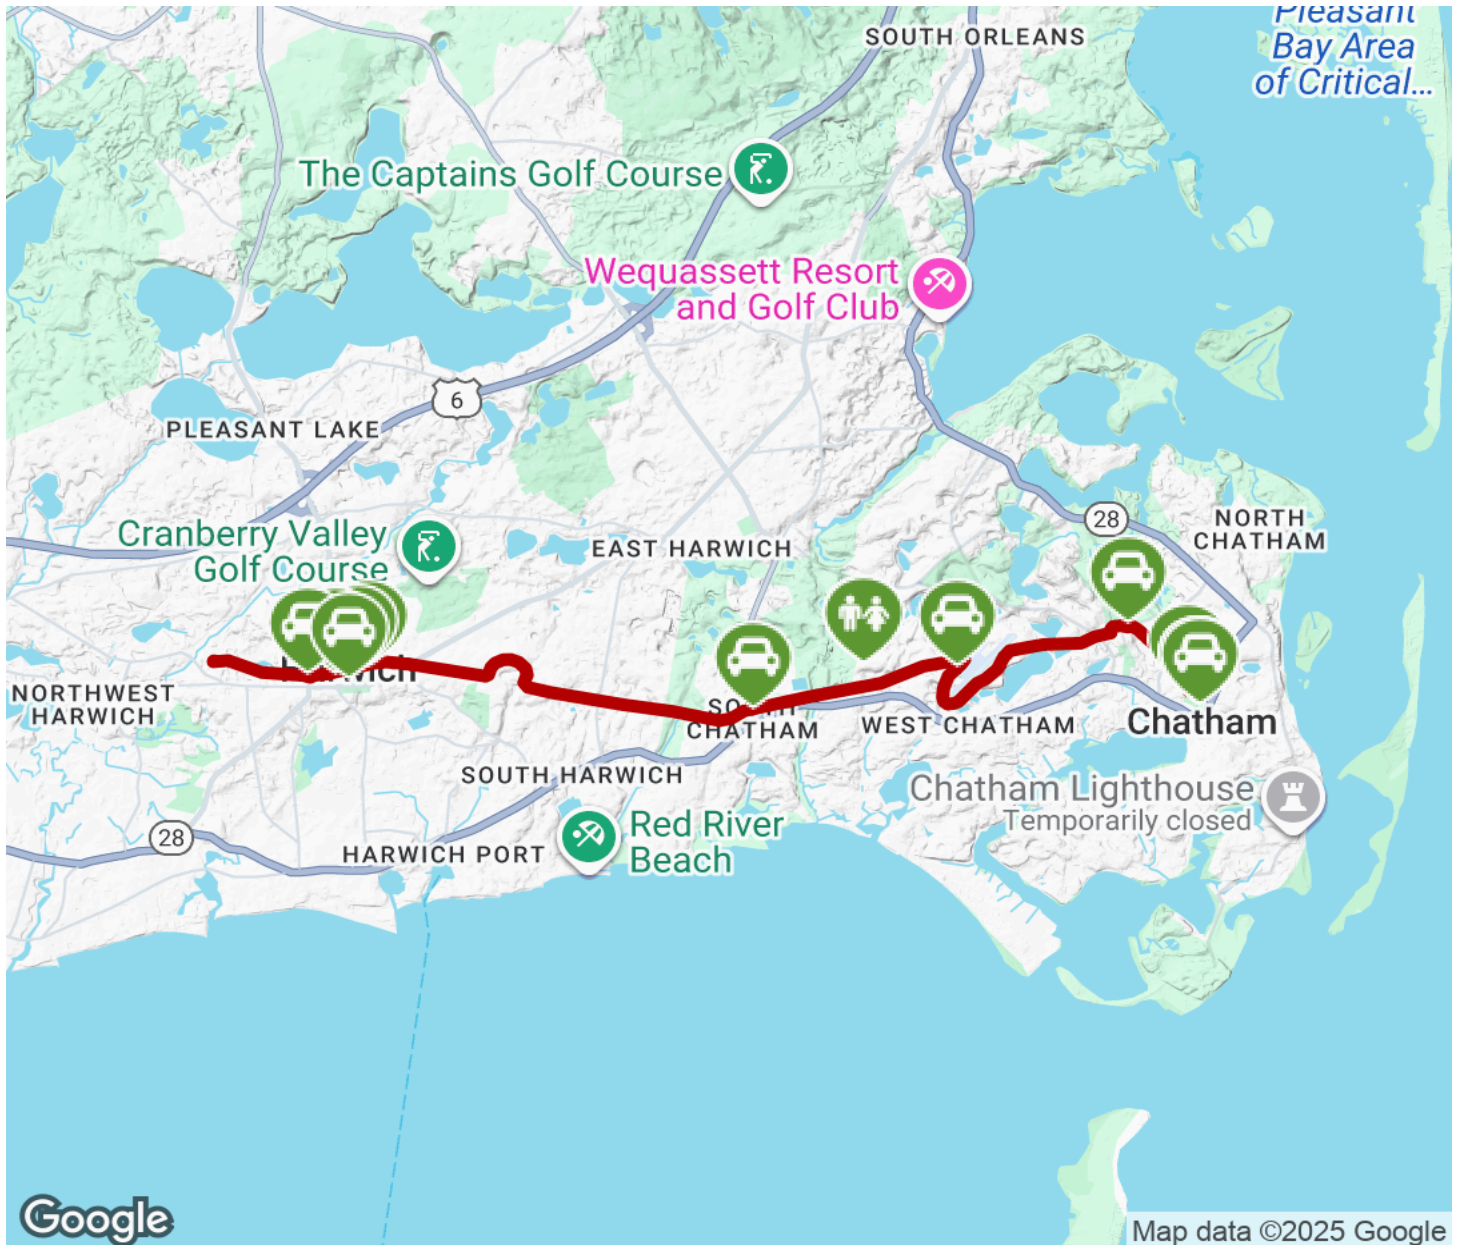 Pleasant
Bay Area
of Critical...
SOUTH ORLEANS
The Captains Golf Course
Wequassett Resort
and Golf Club
6
PLEASANT LAKE
28
NORTH
CHATHAM
Cranberry Valley
Golf Course
EAST HARWICH
NORTHWEST
HARWICH
SOUTH
CHATHAM
WEST CHATHAM
Chatham
SOUTH HARWICH
Chatham Lighthouse
Temporarily closed
Red River
Beach
28
HARWICH PORT
Google
Map data ©2025 Google